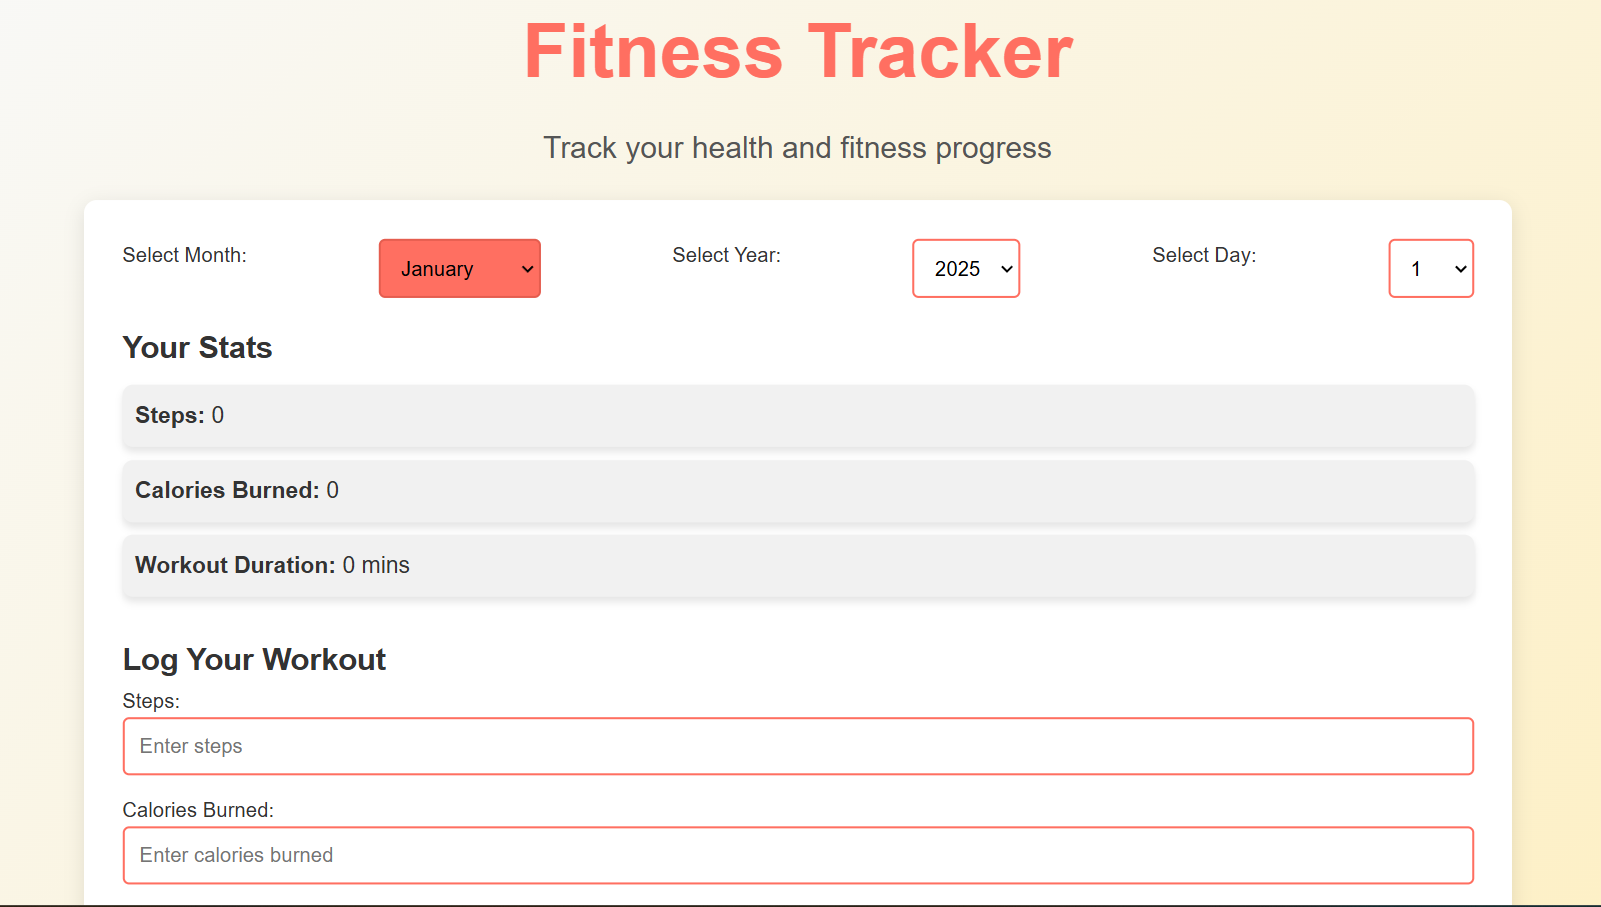 Fitness Tracker
Track your health and fitness progress
Select Month: January Select Year: 2025 Select Day: 1
Your Stats
Steps: 0
Calories Burned: 0
Workout Duration: 0 mins
Log Your Workout
Steps:
Enter steps
Calories Burned:
Enter calories burned